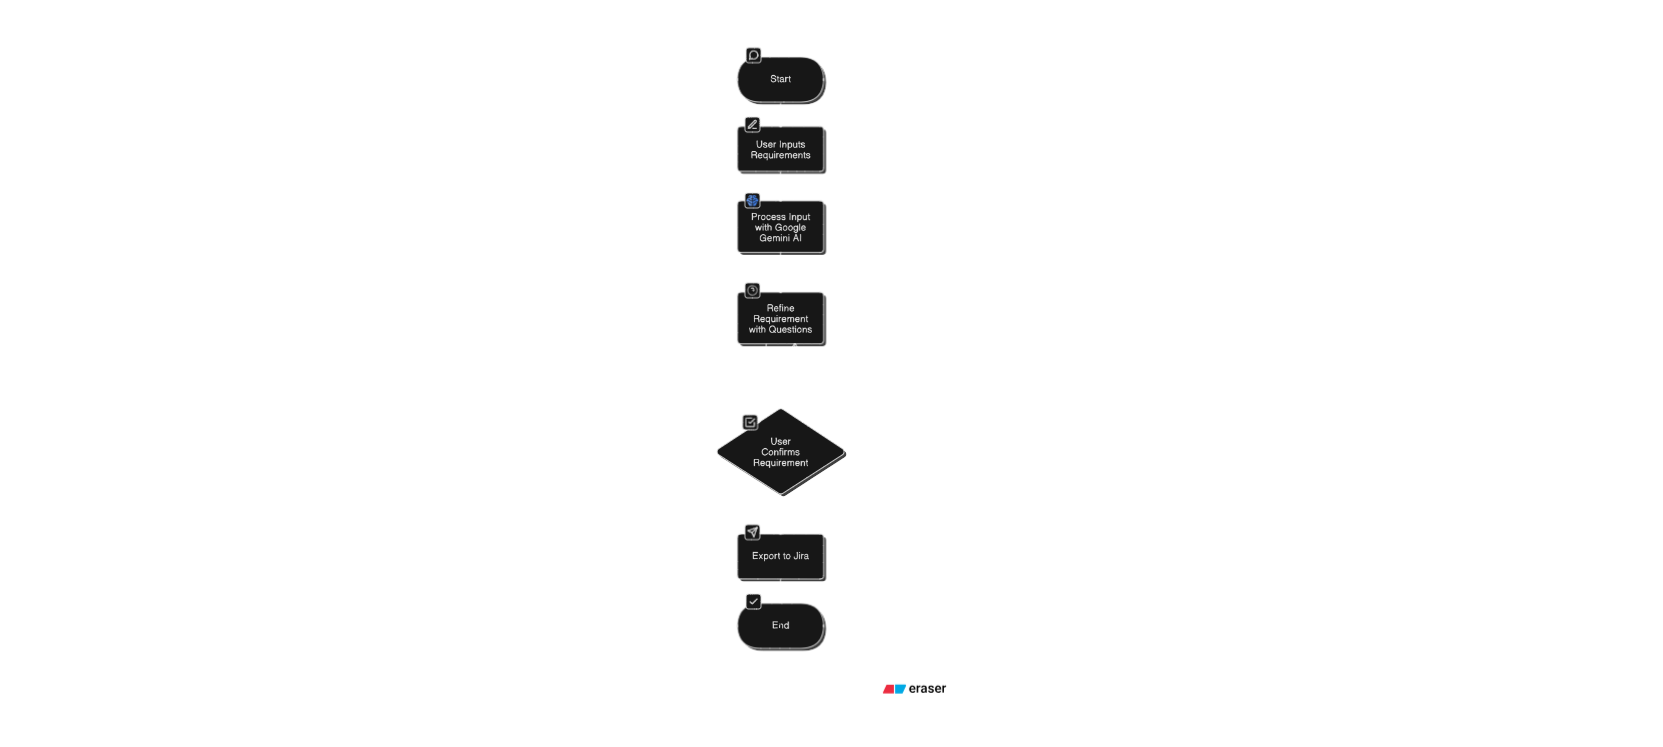 Start
User Inputs
Requirements
Process Input
with Google
Gemini AI
Refine
Requirement
with Questions
User
Confirms
Requirement
Export to Jira
End
eraser